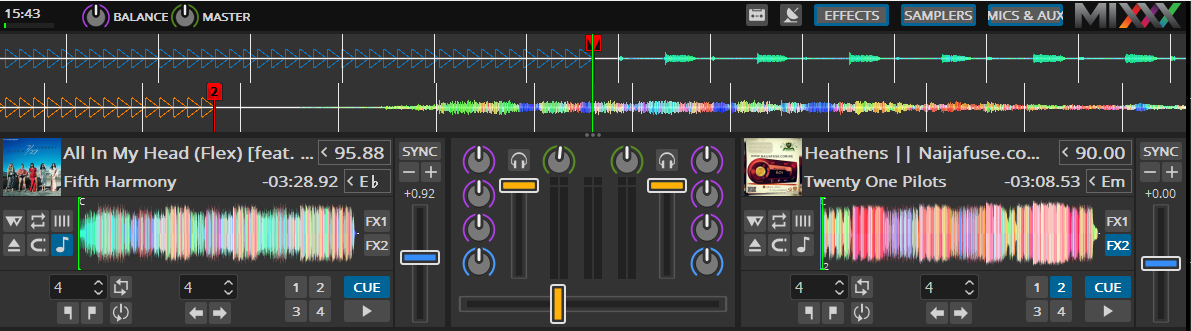 15:43 BALANCE MASTER EFFECTS SAMPLERS MICS & AUX MIXXX
2
All In My Head (Flex) [feat. ... < 95.88
Fifth Harmony -03:28.92 < E♭
SYNC
+0.92
C
FX1
FX2
4 4 1 2 CUE
3 4
Heathens || Naijafuse.co... < 90.00
Twenty One Pilots -03:08.53 < Em
SYNC
+0.00
C
FX1
FX2
2
4 4 1 2 CUE
3 4